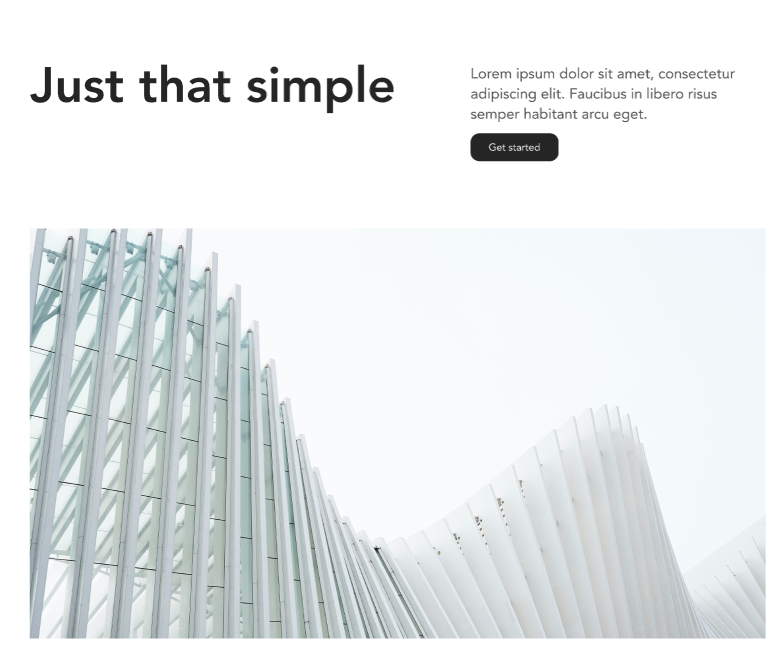 Just that simple
Lorem ipsum dolor sit amet, consectetur
adipiscing elit. Faucibus in libero risus
semper habitant arcu eget.
Get started